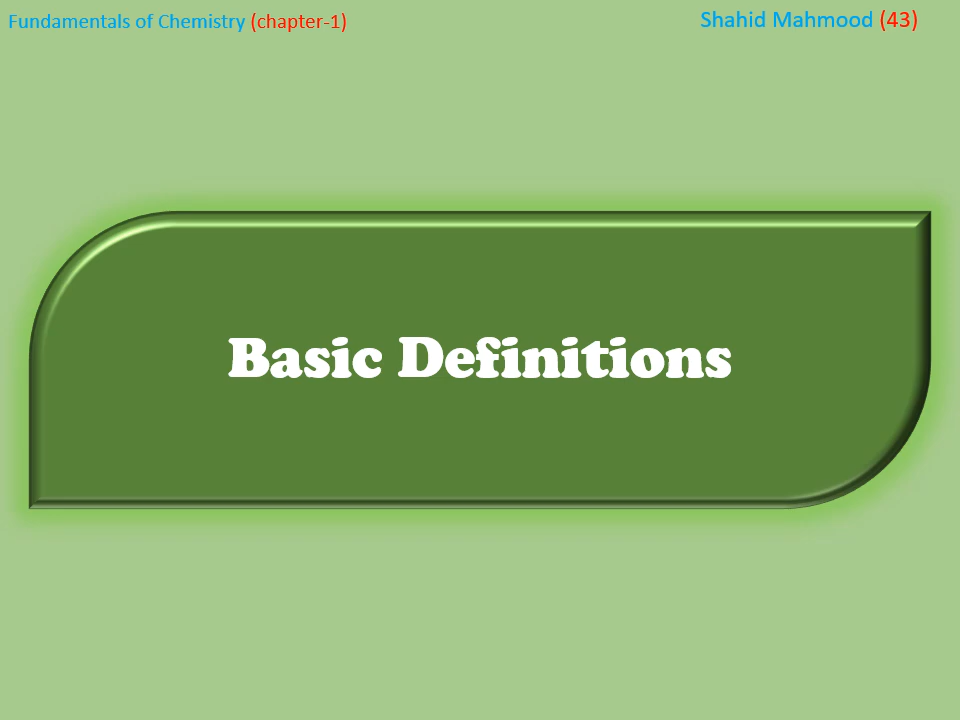 Fundamentals of Chemistry (chapter-1)
Shahid Mahmood (43)
Basic Definitions